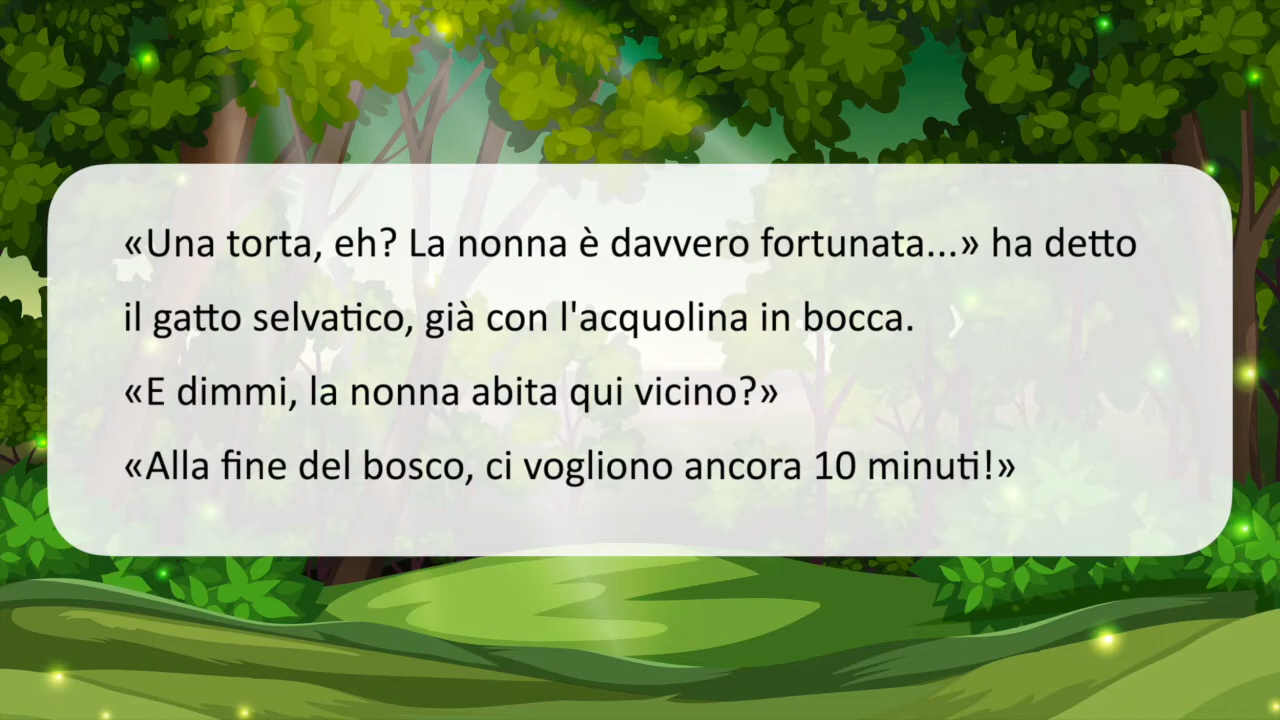 «Una torta, eh? La nonna è davvero fortunata...» ha detto
il gatto selvatico, già con l'acquolina in bocca.
«E dimmi, la nonna abita qui vicino?»
«Alla fine del bosco, ci vogliono ancora 10 minuti!»